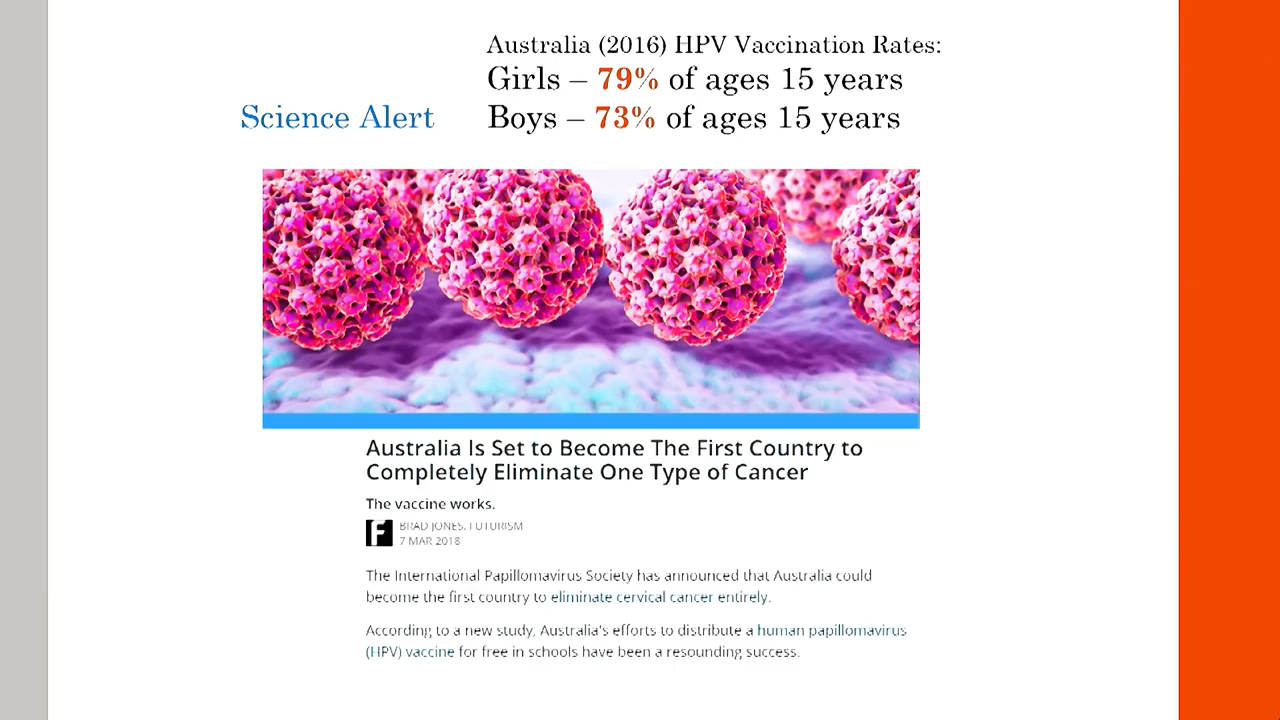 Australia (2016) HPV Vaccination Rates:
Girls – 79% of ages 15 years
Science Alert
Boys – 73% of ages 15 years
Australia Is Set to Become The First Country to
Completely Eliminate One Type of Cancer
The vaccine works.
F
BRAD JONES, FUTURISM
7 MAR 2018
The International Papillomavirus Society has announced that Australia could
become the first country to eliminate cervical cancer entirely.
According to a new study, Australia's efforts to distribute a human papillomavirus
(HPV) vaccine for free in schools have been a resounding success.